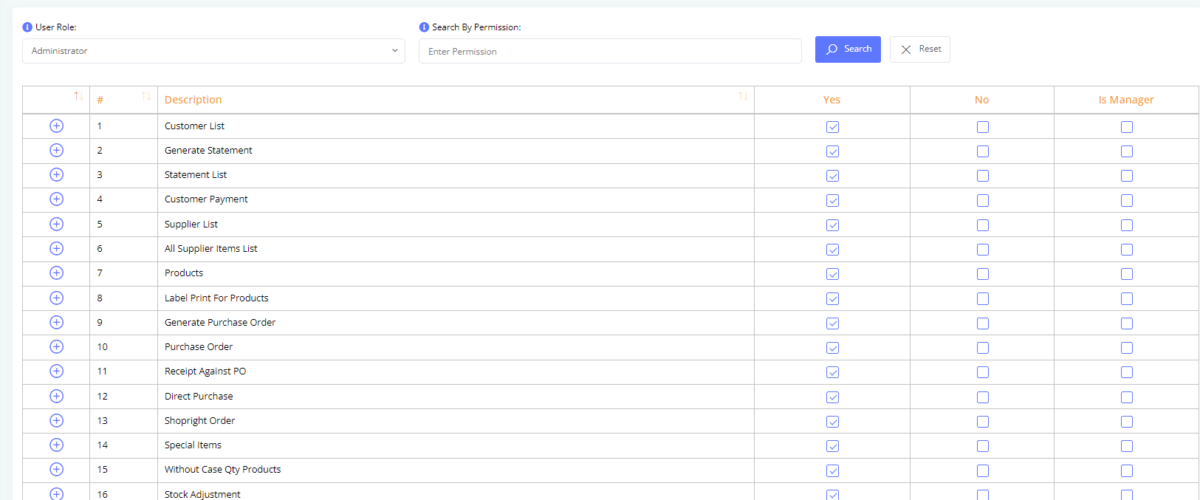 User Role: Search By Permission:
Administrator Enter Permission Search Reset
# Description Yes No Is Manager
1 Customer List
2 Generate Statement
3 Statement List
4 Customer Payment
5 Supplier List
6 All Supplier Items List
7 Products
8 Label Print For Products
9 Generate Purchase Order
10 Purchase Order
11 Receipt Against PO
12 Direct Purchase
13 Shopright Order
14 Special Items
15 Without Case Qty Products
16 Stock Adjustment